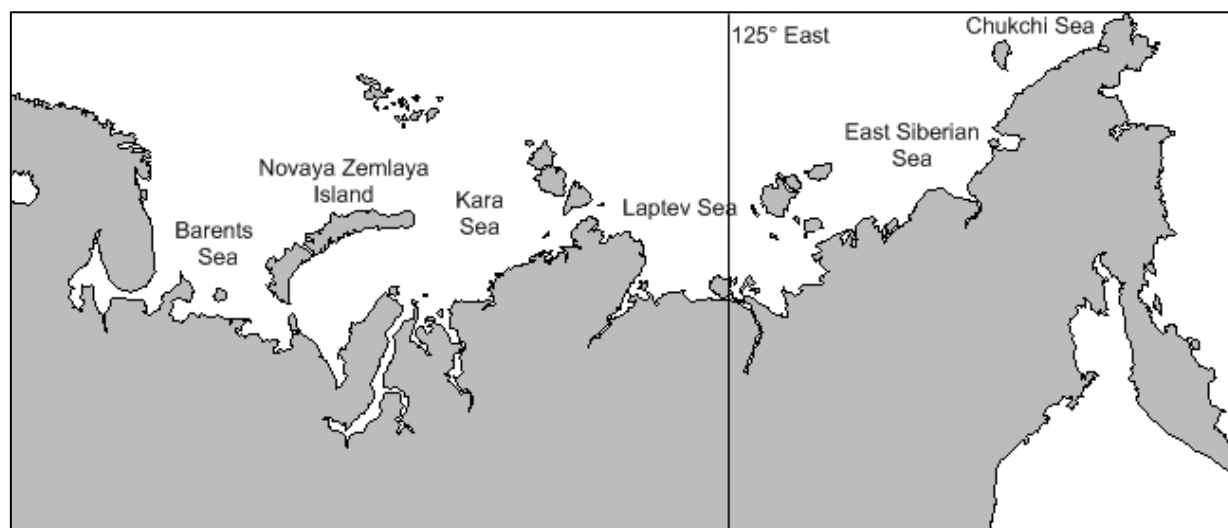 Chukchi Sea
125° East
East Siberian
Sea
Novaya Zemlaya
Island
Kara
Sea
Laptev Sea
Barents
Sea